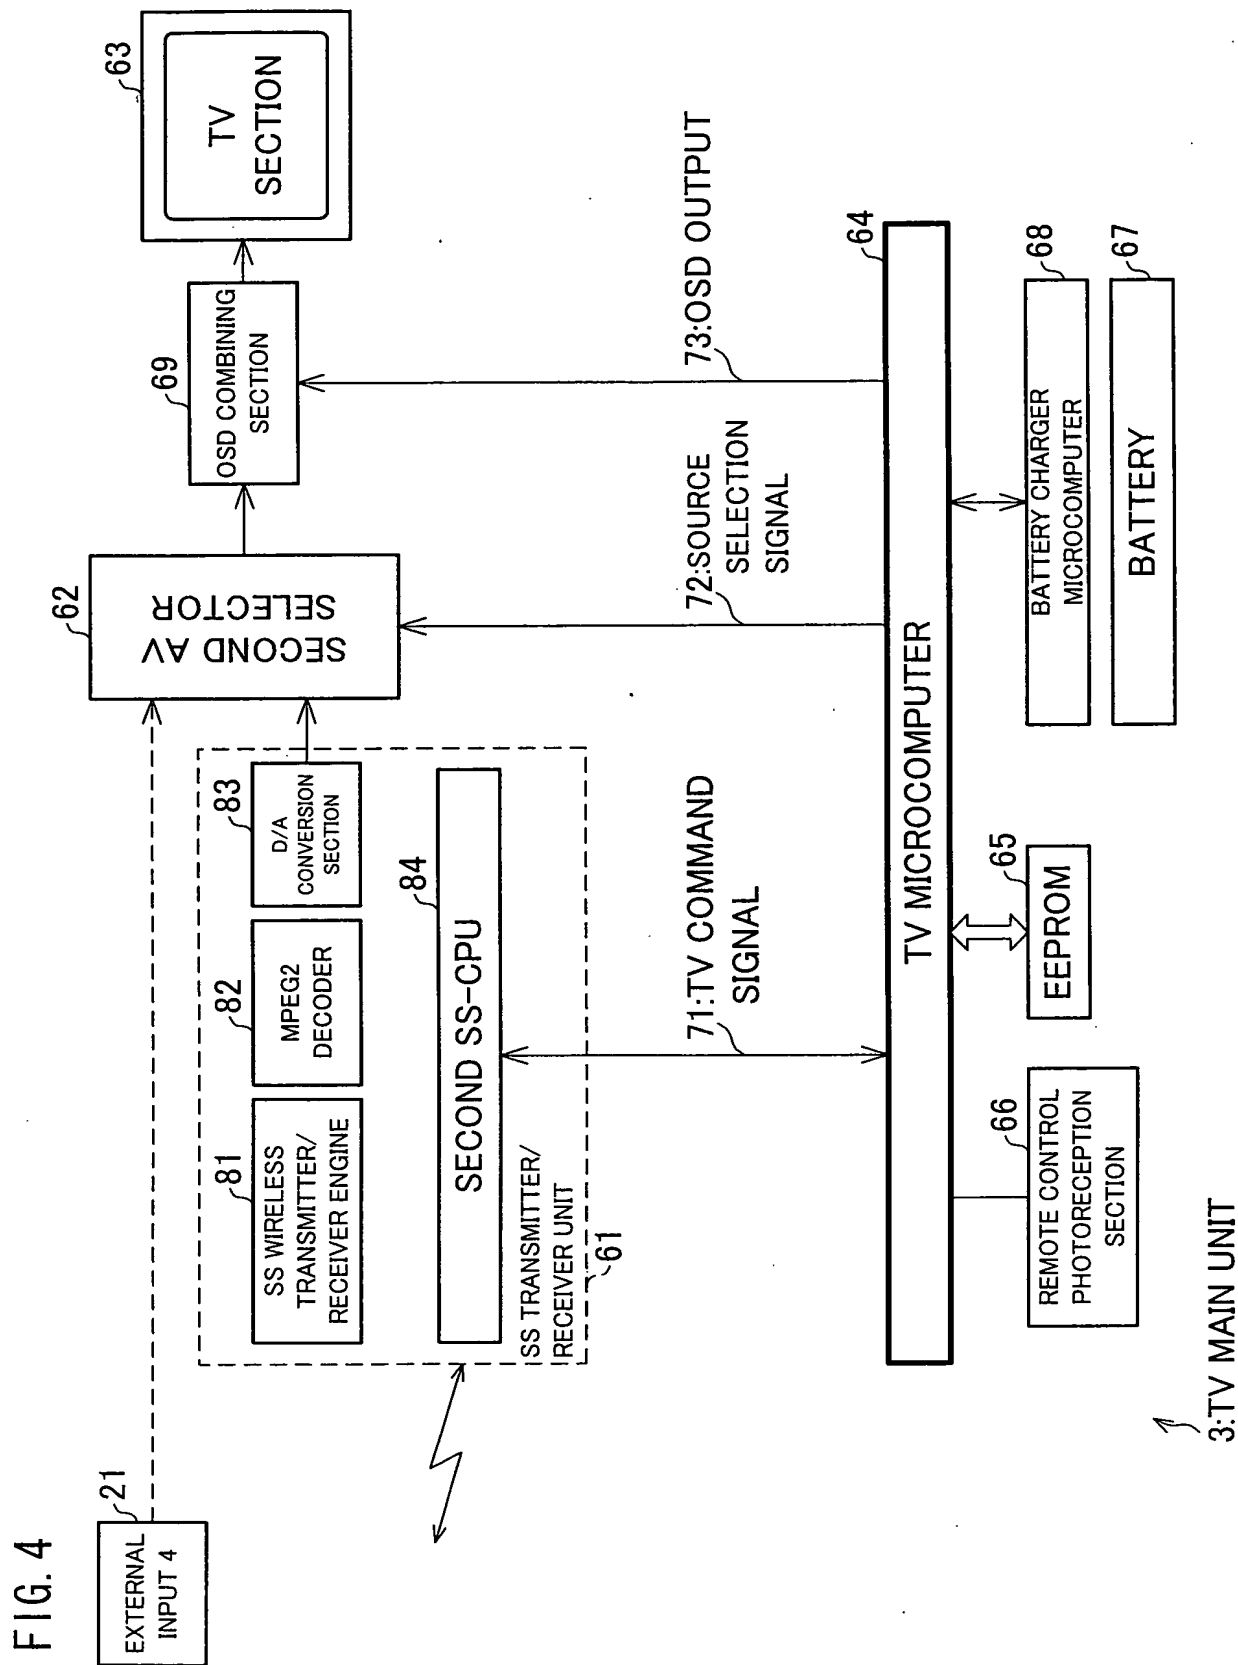 FIG. 4
EXTERNAL
INPUT 4
21
SS WIRELESS
TRANSMITTER/
RECEIVER ENGINE
81
MPEG2
DECODER
82
D/A
CONVERSION
SECTION
83
SECOND SS-CPU
84
SS TRANSMITTER/
RECEIVER UNIT
61
SECOND AV
SELECTOR
62
OSD COMBINING
SECTION
69
TV
SECTION
63
71:TV COMMAND
SIGNAL
72:SOURCE
SELECTION
SIGNAL
73:OSD OUTPUT
TV MICROCOMPUTER
64
REMOTE CONTROL
PHOTORECEPTION
SECTION
66
EEPROM
65
BATTERY CHARGER
MICROCOMPUTER
68
BATTERY
67
3:TV MAIN UNIT